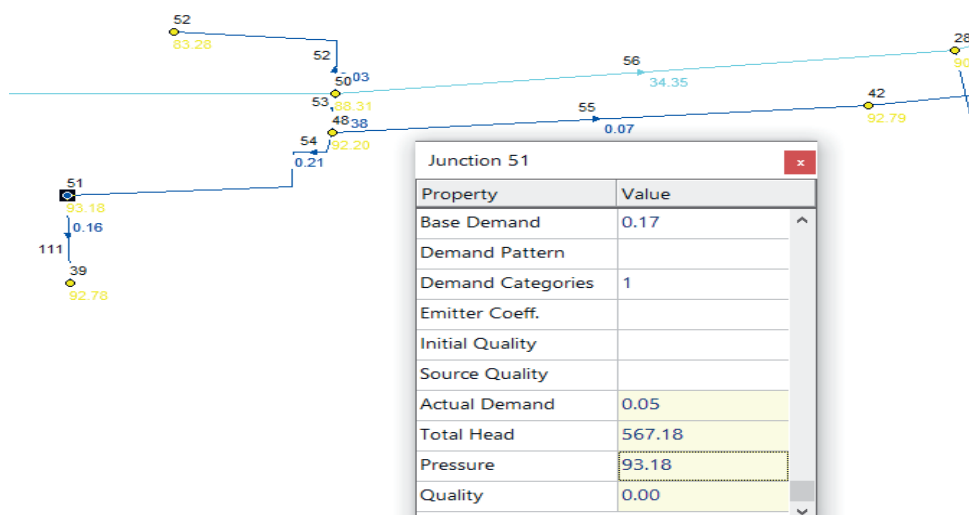 52
83.28
52
03
50
88.31
56
34.35
28
90
53
48 38
92.20
55
0.07
42
92.79
54
0.21
51
93.18
0.16
111
39
92.78
Junction 51
x
Property Value
Base Demand 0.17
Demand Pattern
Demand Categories 1
Emitter Coeff.
Initial Quality
Source Quality
Actual Demand 0.05
Total Head 567.18
Pressure 93.18
Quality 0.00